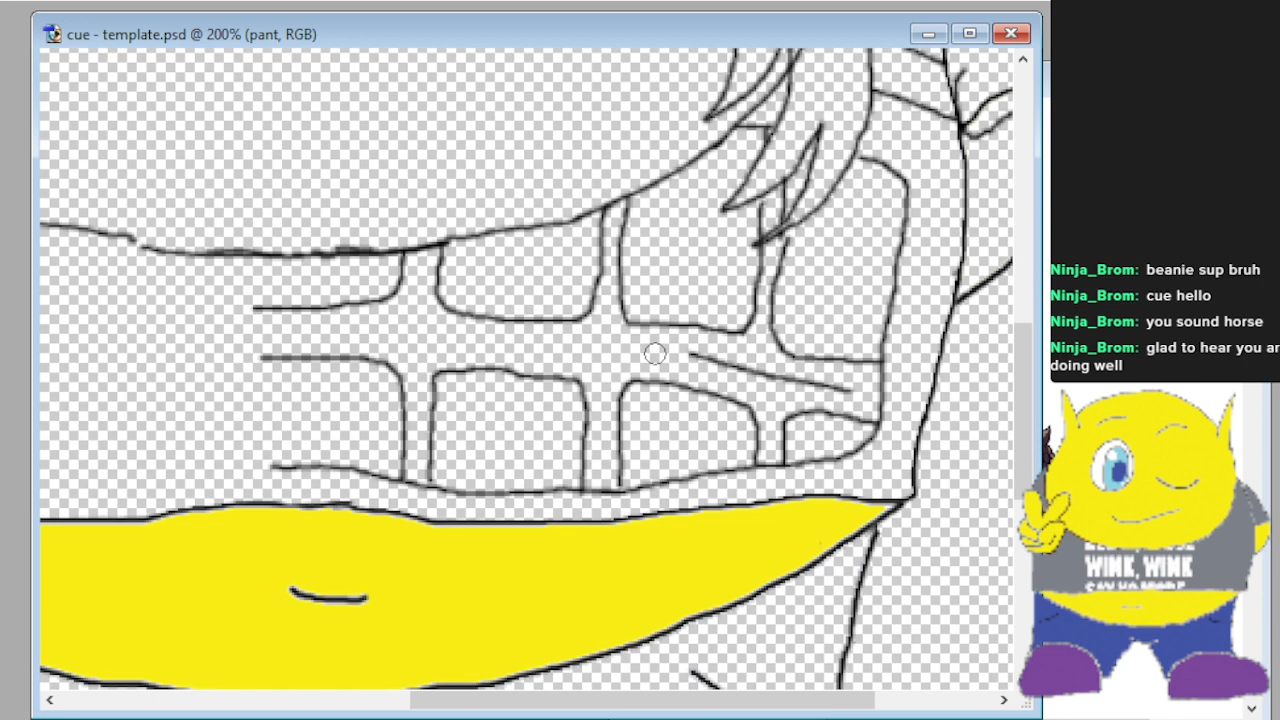 cue - template.psd @ 200% (pant, RGB)
Ninja_Brom: beanie sup bruh
Ninja_Brom: cue hello
Ninja_Brom: you sound horse
Ninja_Brom: glad to hear you ar
doing well
WINK, WINK